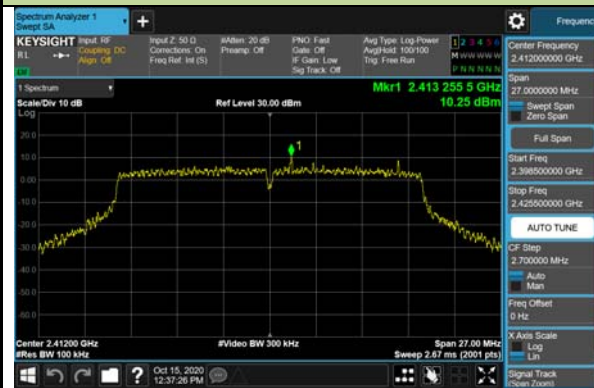 Spectrum Analyzer 1
Swept SA
Frequenc
KEYSIGHT
RL
Input: RF
Coupling: DC
Align: Off
Input Z: 50 Ω
Corrections: On
Freq Ref: Int (S)
#Atten: 20 dB
Preamp: Off
PNO: Fast
Gate: Off
IF Gain: Low
Sig Track: Off
Avg Type: Log-Power
Avg|Hold: 100/100
Trig: Free Run
1 2 3 4 5 6
M W W W W W
P N N N N N
1 Spectrum
Scale/Div 10 dB
Log
Ref Level 30.00 dBm
Mkr1 2.413 255 5 GHz
10.25 dBm
20.0
10.0
0.00
-10.0
-20.0
-30.0
-40.0
-50.0
-60.0
1
Center 2.41200 GHz
#Res BW 100 kHz
#Video BW 300 kHz
Span 27.00 MHz
Sweep 2.67 ms (2001 pts)
Center Frequency
2.412000000 GHz
Span
27.0000000 MHz
Swept Span
Zero Span
Full Span
Start Freq
2.398500000 GHz
Stop Freq
2.425500000 GHz
AUTO TUNE
CF Step
2.700000 MHz
Auto
Man
Freq Offset
0 Hz
X Axis Scale
Log
Lin
Signal Track
(Span Zoom)
Oct 15, 2020
12:37:26 PM